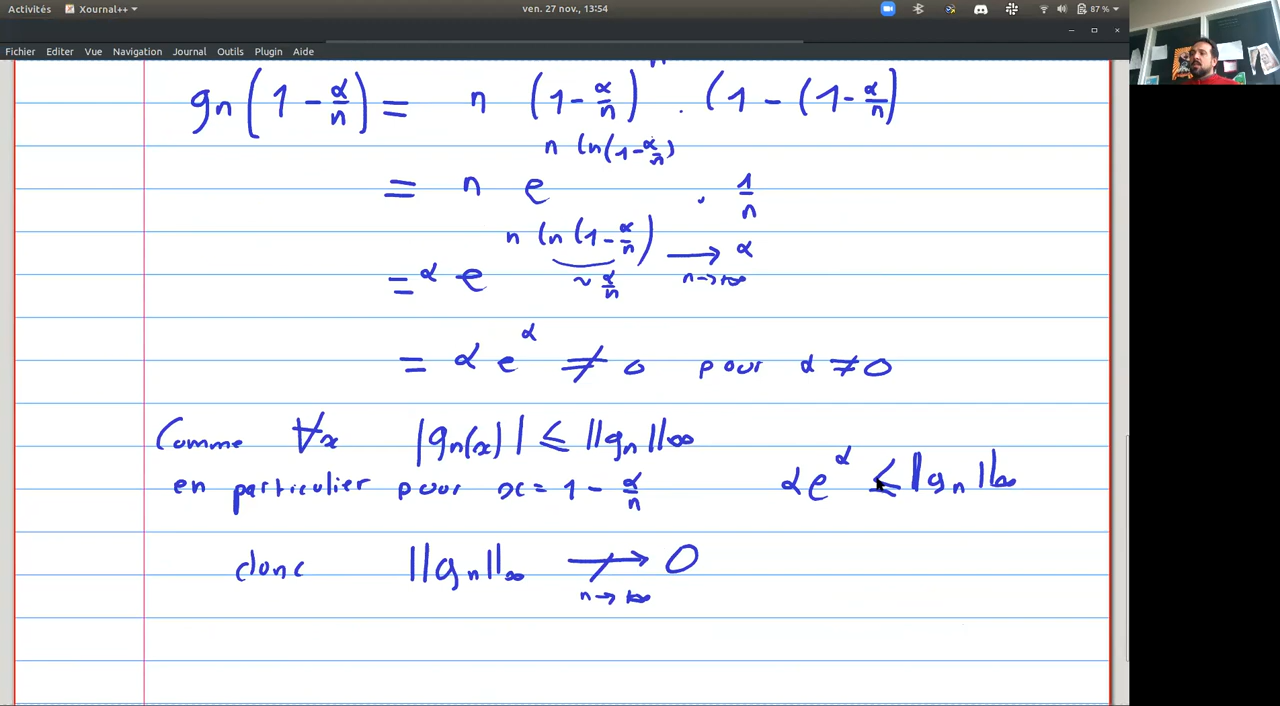 Activités Xournal++ ven. 27 nov., 13:54 87 %
Fichier Editer Vue Navigation Journal Outils Plugin Aide
gn(1 - α/n) = n (1 - α/n)^n . (1 - (1 - α/n)
= n e^{n ln(1 - α/n)} . 1/n
= α e^{n ln(1 - α/n)} ⟶ α
~ α/n n→+∞
= α e^α ≠ 0 pour α ≠ 0
Comme ∀x |gn(x)| ≤ ||gn||∞
en particulier pour x = 1 - α/n αe^α ≤ ||gn||∞
donc ||gn||∞ ↛ 0
n→+∞